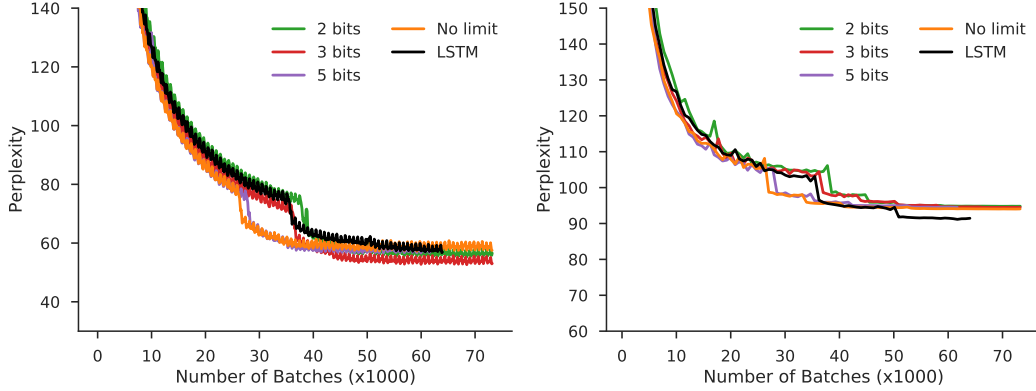 140
120
100
80
60
40
Perplexity
2 bits
3 bits
5 bits
No limit
LSTM
0 10 20 30 40 50 60 70
Number of Batches (x1000)
150
140
130
120
110
100
90
80
70
60
Perplexity
2 bits
3 bits
5 bits
No limit
LSTM
0 10 20 30 40 50 60 70
Number of Batches (x1000)